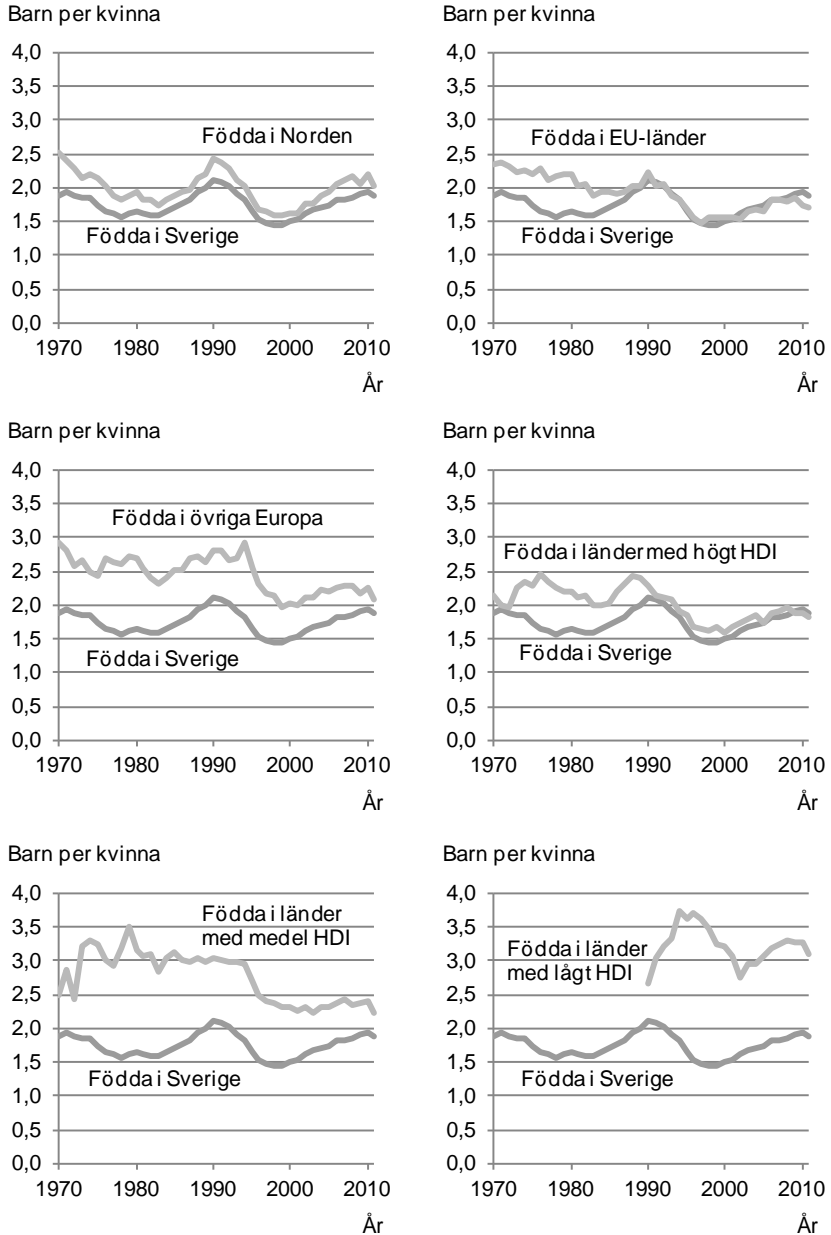 Barn per kvinna
4,0
3,5
3,0
2,5
2,0
1,5
1,0
0,5
0,0
Födda i Norden
Födda i Sverige
1970 1980 1990 2000 2010
År
Barn per kvinna
4,0
3,5
3,0
2,5
2,0
1,5
1,0
0,5
0,0
Födda i EU-länder
Födda i Sverige
1970 1980 1990 2000 2010
År
Barn per kvinna
4,0
3,5
3,0
2,5
2,0
1,5
1,0
0,5
0,0
Födda i övriga Europa
Födda i Sverige
1970 1980 1990 2000 2010
År
Barn per kvinna
4,0
3,5
3,0
2,5
2,0
1,5
1,0
0,5
0,0
Födda i länder med högt HDI
Födda i Sverige
1970 1980 1990 2000 2010
År
Barn per kvinna
4,0
3,5
3,0
2,5
2,0
1,5
1,0
0,5
0,0
Födda i länder
med medel HDI
Födda i Sverige
1970 1980 1990 2000 2010
År
Barn per kvinna
4,0
3,5
3,0
2,5
2,0
1,5
1,0
0,5
0,0
Födda i länder
med lågt HDI
Födda i Sverige
1970 1980 1990 2000 2010
År